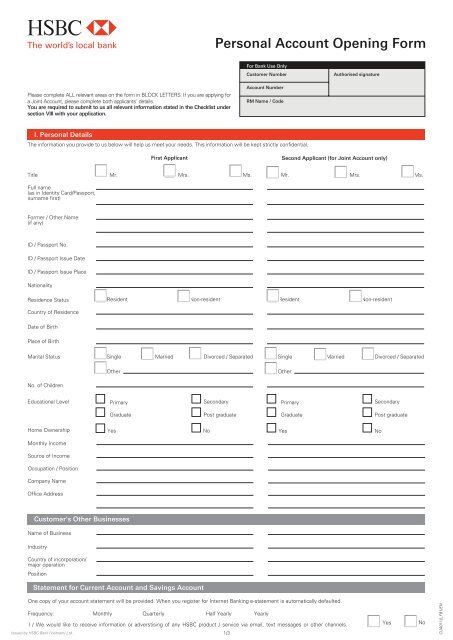 HSBC
The world's local bank
Personal Account Opening Form
For Bank Use Only
Customer Number Authorised signature
Account Number
RM Name / Code
Please complete ALL relevant areas on the form in BLOCK LETTERS. If you are applying for
a Joint Account, please complete both applicants' details.
You are required to submit to us all relevant information stated in the Checklist under
section VIII with your application.
I. Personal Details
The information you provide to us below will help us meet your needs. This information will be kept strictly confidential.
First Applicant Second Applicant (for Joint Account only)
Title Mr. Mrs. Ms. Mr. Mrs. Ms.
Full name
(as in Identity Card/Passport,
surname first)
Former / Other Name
(if any)
ID / Passport No.
ID / Passport Issue Date
ID / Passport Issue Place
Nationality
Residence Status Resident Non-resident Resident Non-resident
Country of Residence
Date of Birth
Place of Birth
Marital Status Single Married Divorced / Separated Single Married Divorced / Separated
Other Other
No. of Children
Educational Level Primary Secondary Primary Secondary
Graduate Post graduate Graduate Post graduate
Home Ownership Yes No Yes No
Monthly Income
Source of Income
Occupation / Position
Company Name
Office Address
Customer's Other Businesses
Name of Business
Industry
Country of incorporation/
major operation
Position
Statement for Current Account and Savings Account
One copy of your account statement will be provided. When you register for Internet Banking e-statement is automatically defaulted.
Frequency: Monthly Quarterly Half Yearly Yearly
I / We would like to receive information or adverstising of any HSBC product / service via email, text messages or other channels. Yes No
Issued by HSBC Bank (Vietnam) Ltd. 1/3